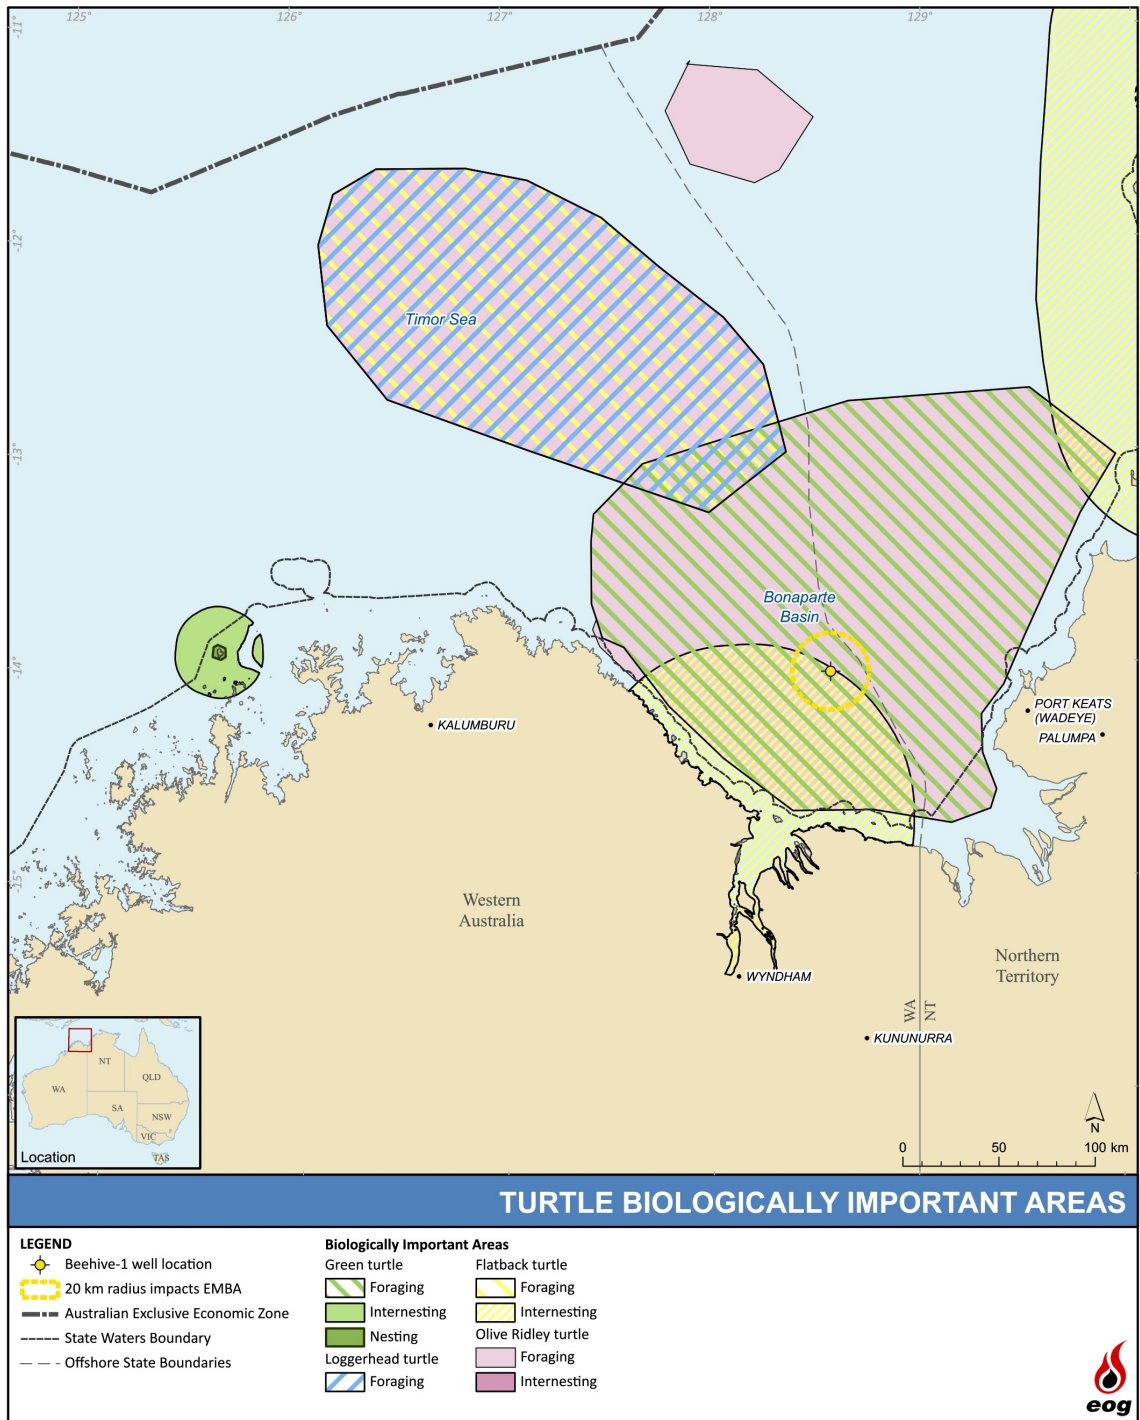 125°
126°
127°
128°
129°
-11°
-12°
-13°
-14°
-15°
Timor Sea
Bonaparte
Basin
KALUMBURU
PORT KEATS
(WADEYE)
PALUMPA
Western
Australia
Northern
Territory
WYNDHAM
WA
NT
KUNUNURRA
WA
NT
QLD
SA
NSW
VIC
TAS
Location
N
0 50 100 km
TURTLE BIOLOGICALLY IMPORTANT AREAS
LEGEND
Beehive-1 well location
20 km radius impacts EMBA
Australian Exclusive Economic Zone
State Waters Boundary
Offshore State Boundaries
Biologically Important Areas
Green turtle
Foraging
Internesting
Nesting
Loggerhead turtle
Foraging
Flatback turtle
Foraging
Internesting
Olive Ridley turtle
Foraging
Internesting
eog